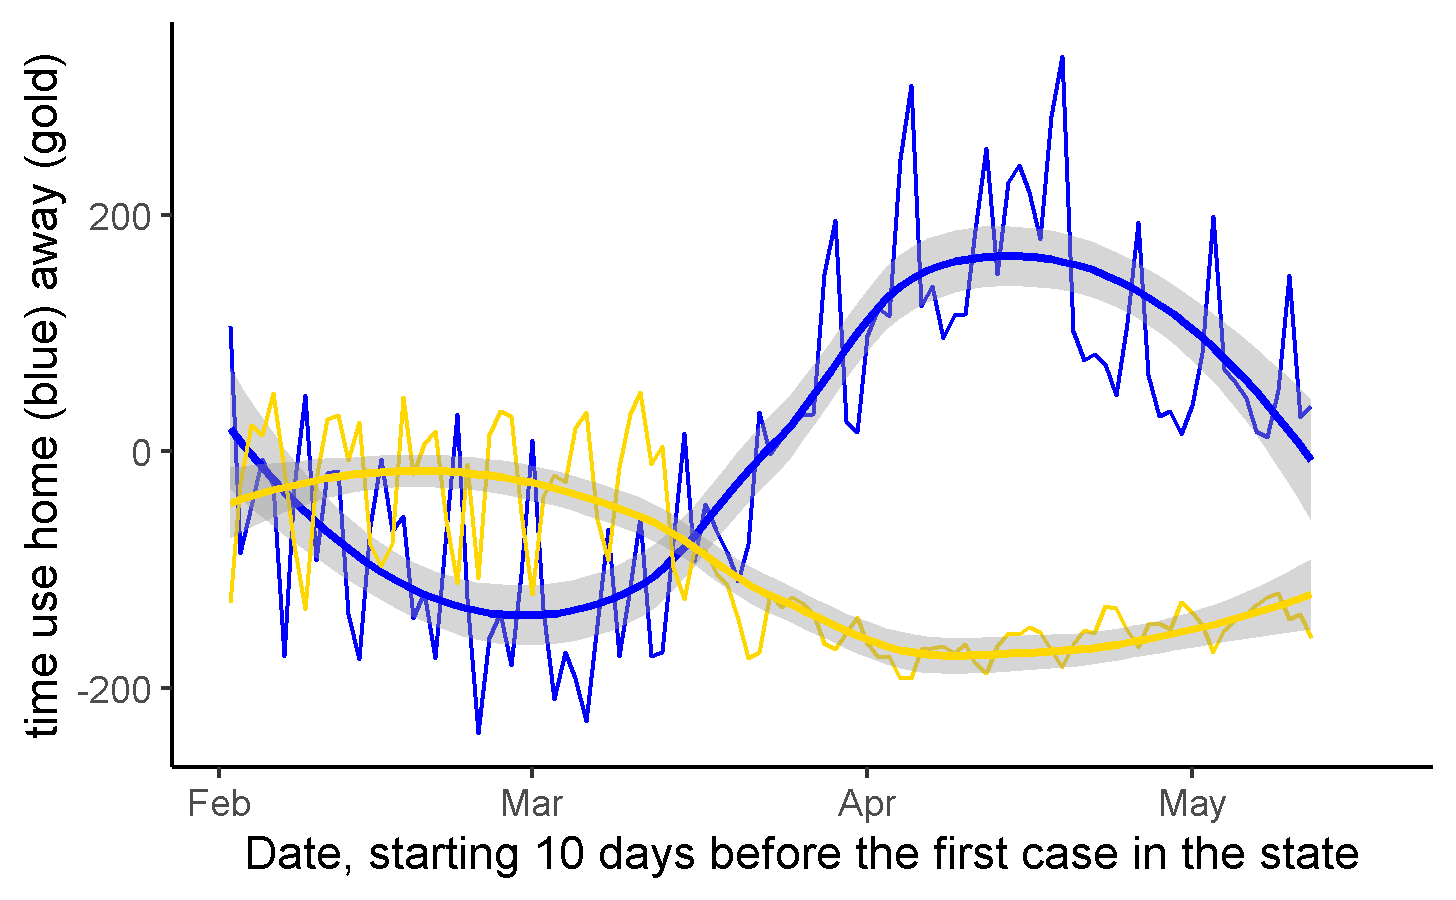 time use home (blue) away (gold)
200
0
-200
Feb
Mar
Apr
May
Date, starting 10 days before the first case in the state